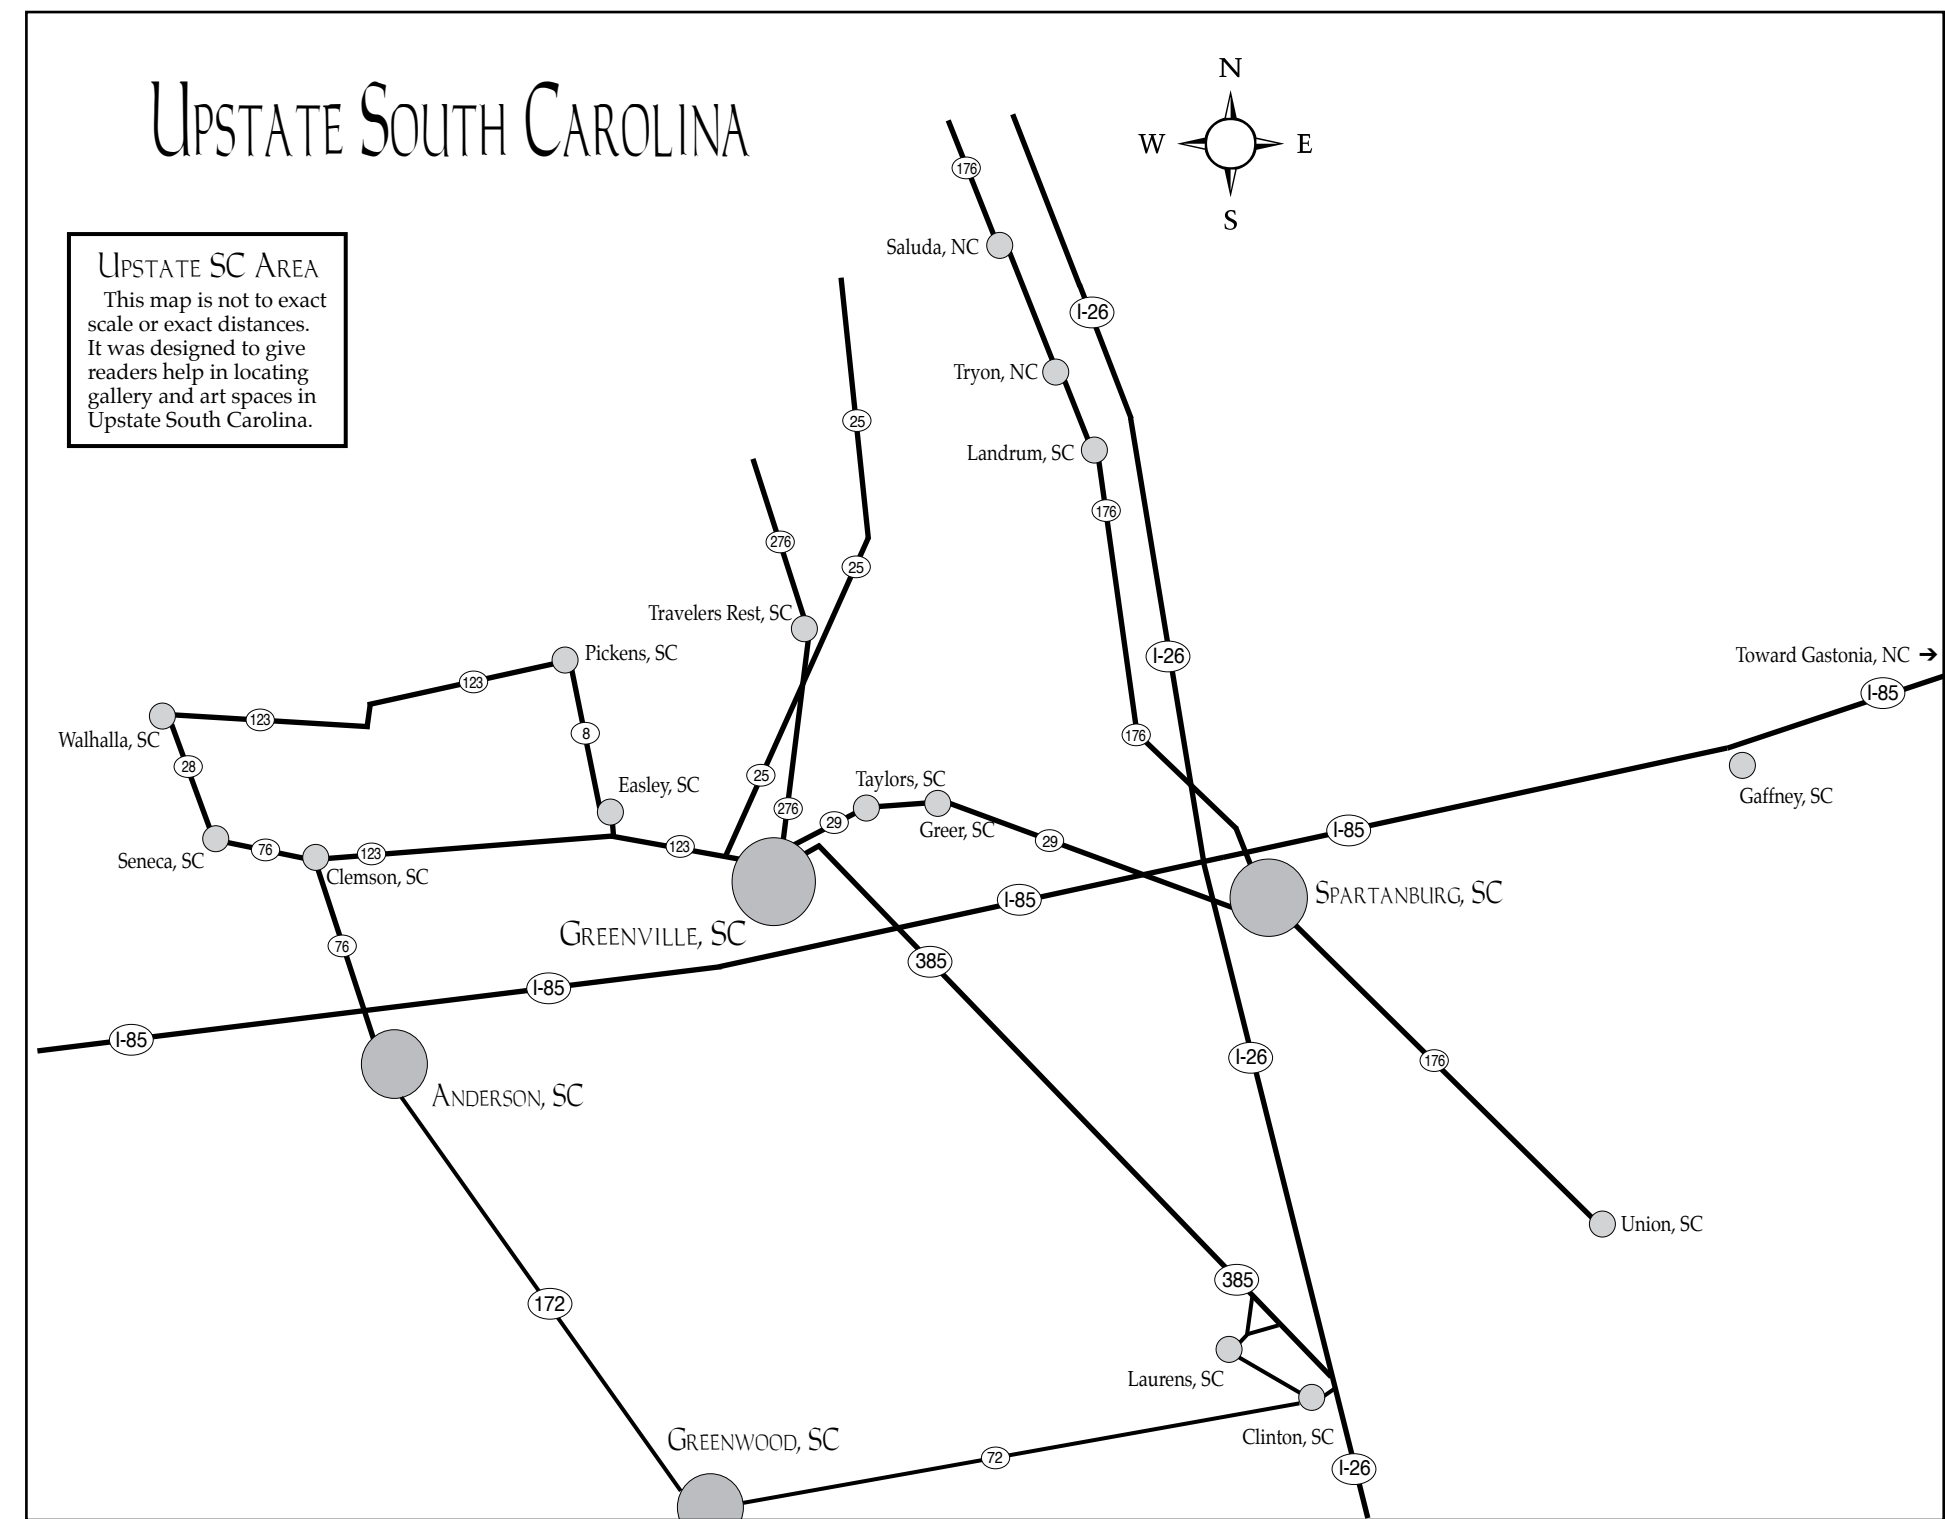 N
UPSTATE SOUTH CAROLINA
W E
176
S
Saluda, NC
UPSTATE SC AREA
This map is not to exact
scale or exact distances.
It was designed to give
readers help in locating
gallery and art spaces in
Upstate South Carolina.
I-26
Tryon, NC
25
Landrum, SC
176
276
25
Travelers Rest, SC
Pickens, SC
I-26
Toward Gastonia, NC ➔
123
I-85
123
Walhalla, SC
8
176
28
25
Taylors, SC
Easley, SC
Gaffney, SC
276
29
Greer, SC
I-85
29
Seneca, SC
76
123
123
Clemson, SC
SPARTANBURG, SC
I-85
GREENVILLE, SC
76
385
I-85
I-85
I-26
176
ANDERSON, SC
Union, SC
385
172
Laurens, SC
GREENWOOD, SC
Clinton, SC
72
I-26